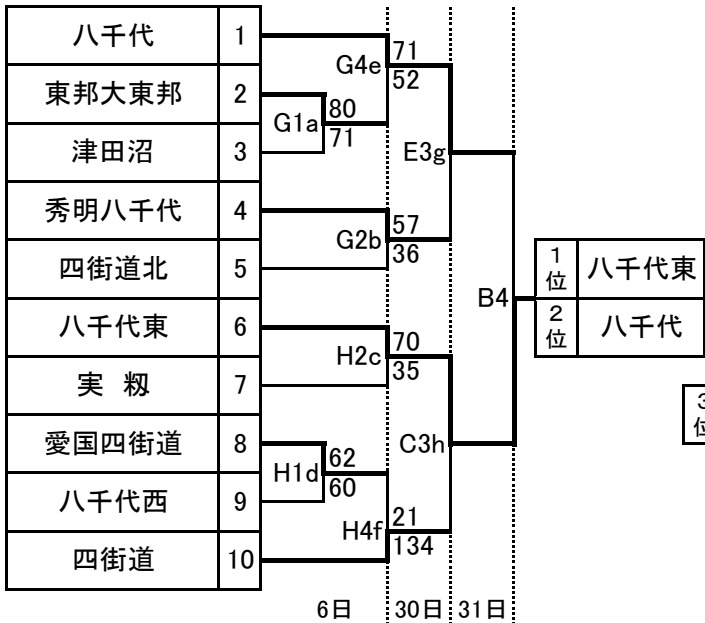 八千代 1
東邦大東邦 2
津田沼 3
秀明八千代 4
四街道北 5
八千代東 6
実 籾 7
愛国四街道 8
八千代西 9
四街道 10
G4e
71
52
G1a
80
71
E3g
G2b
57
36
B4
H2c
70
35
C3h
H1d
62
60
H4f
21
134
1位 八千代東
2位 八千代
3位
6日 30日 31日